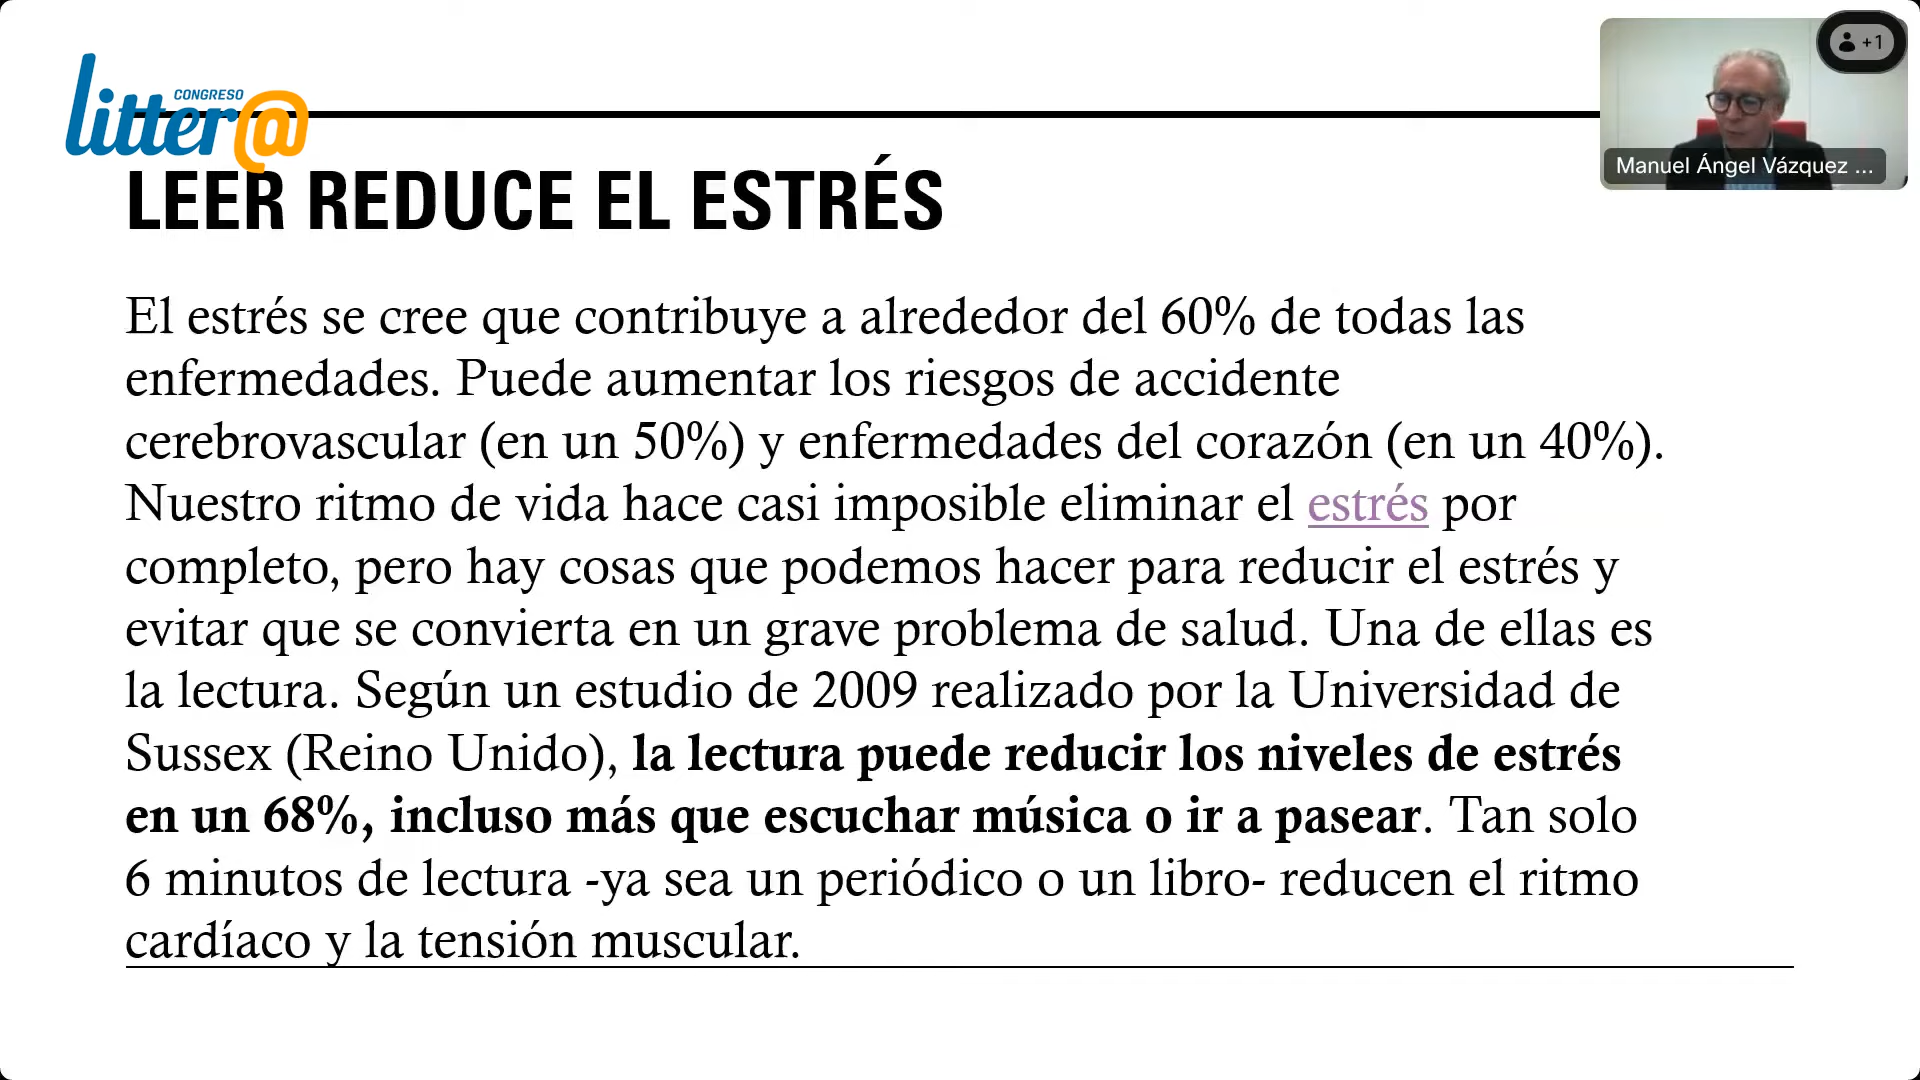 CONGRESO
litter@
+1
Manuel Ángel Vázquez ...
LEER REDUCE EL ESTRÉS
El estrés se cree que contribuye a alrededor del 60% de todas las
enfermedades. Puede aumentar los riesgos de accidente
cerebrovascular (en un 50%) y enfermedades del corazón (en un 40%).
Nuestro ritmo de vida hace casi imposible eliminar el estrés por
completo, pero hay cosas que podemos hacer para reducir el estrés y
evitar que se convierta en un grave problema de salud. Una de ellas es
la lectura. Según un estudio de 2009 realizado por la Universidad de
Sussex (Reino Unido), la lectura puede reducir los niveles de estrés
en un 68%, incluso más que escuchar música o ir a pasear. Tan solo
6 minutos de lectura -ya sea un periódico o un libro- reducen el ritmo
cardíaco y la tensión muscular.